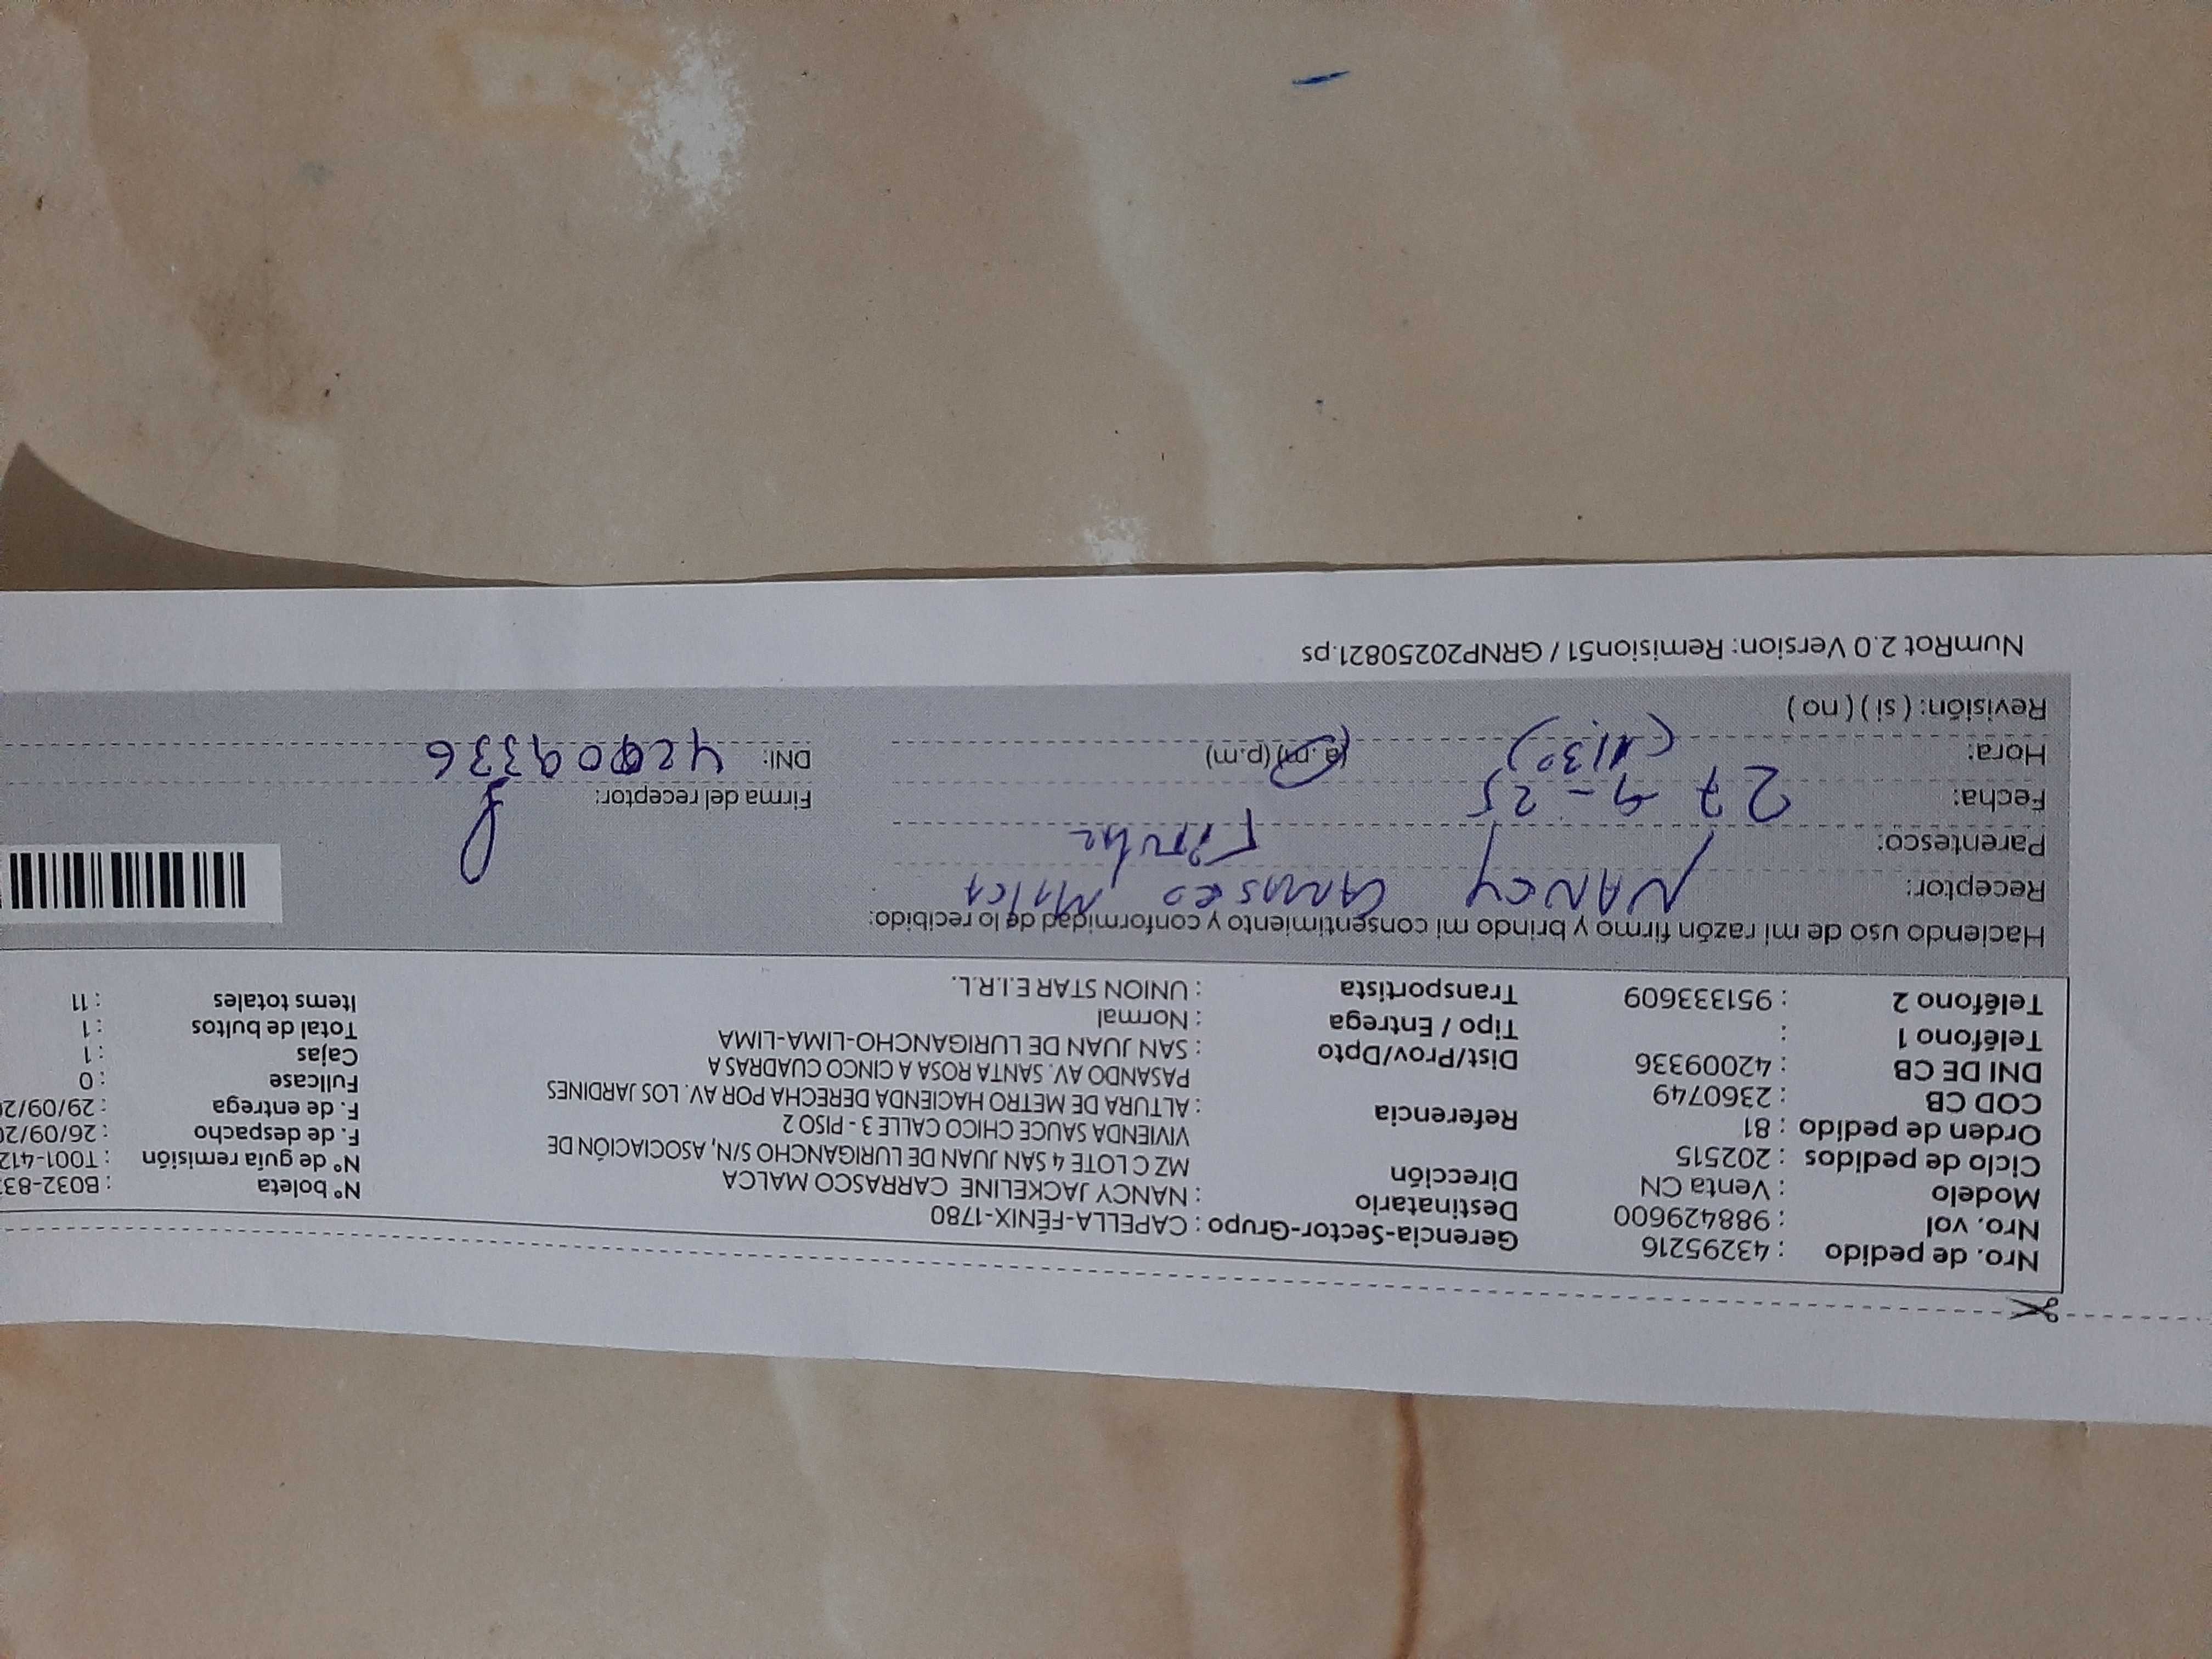 Nro. de pedido : 43295216 Gerencia-Sector-Grupo : CAPELLA-FÉNIX-1780
Nro. vol : 988429600 Destinatario : NANCY JACKELINE CARRASCO MALCA Nº boleta : B032-83
Modelo : Venta CN Dirección MZ C LOTE 4 SAN JUAN DE LURIGANCHO S/N, ASOCIACIÓN DE Nº de guía remisión : T001-412
Ciclo de pedidos : 202515 VIVIENDA SAUCE CHICO CALLE 3 - PISO 2 F. de despacho : 26/09/20
Orden de pedido : 81 Referencia : ALTURA DE METRO HACIENDA DERECHA POR AV. LOS JARDINES F. de entrega : 29/09/20
COD CB : 2360749 PASANDO AV. SANTA ROSA A CINCO CUADRAS A Fullcase : 0
DNI DE CB : 42009336 Dist/Prov/Dpto : SAN JUAN DE LURIGANCHO-LIMA-LIMA Cajas : 1
Teléfono 1 : Tipo / Entrega : Normal Total de bultos : 1
Teléfono 2 : 951333609 Transportista : UNION STAR E.I.R.L. Items totales : 11
Haciendo uso de mi razón firmo y brindo mi consentimiento y conformidad de lo recibido:
Receptor: NANCY CARRASCO MALCA
Parentesco: Titular
Fecha: 27 9-25 Firma del receptor:
Hora: (1130) (a.m) (p.m) DNI: 42009336
Revisión: ( si ) ( no )
NumRot 2.0 Version: Remision51 / GRNP20250821.ps